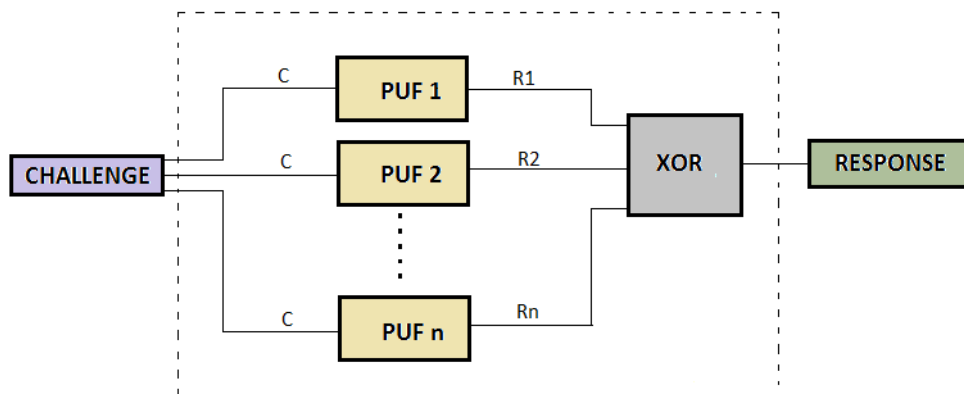 C
PUF 1
R1
CHALLENGE
C
PUF 2
R2
XOR
RESPONSE
C
PUF n
Rn